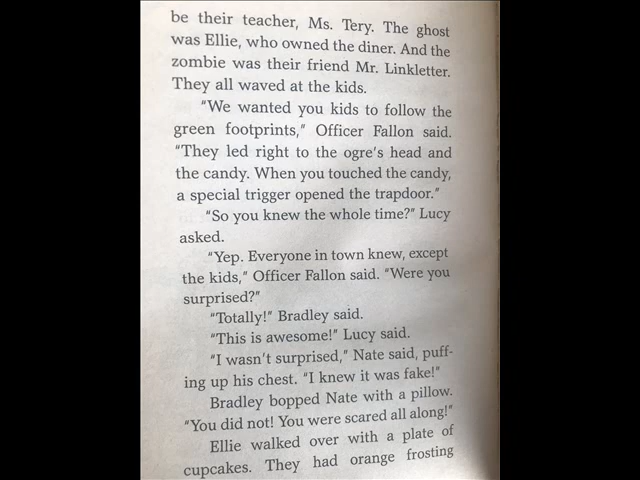 be their teacher, Ms. Tery. The ghost
was Ellie, who owned the diner. And the
zombie was their friend Mr. Linkletter.
They all waved at the kids.
“We wanted you kids to follow the
green footprints,” Officer Fallon said.
“They led right to the ogre’s head and
the candy. When you touched the candy,
a special trigger opened the trapdoor.”
“So you knew the whole time?” Lucy
asked.
“Yep. Everyone in town knew, except
the kids,” Officer Fallon said. “Were you
surprised?”
“Totally!” Bradley said.
“This is awesome!” Lucy said.
“I wasn’t surprised,” Nate said, puff-
ing up his chest. “I knew it was fake!”
Bradley bopped Nate with a pillow.
“You did not! You were scared all along!”
Ellie walked over with a plate of
cupcakes. They had orange frosting